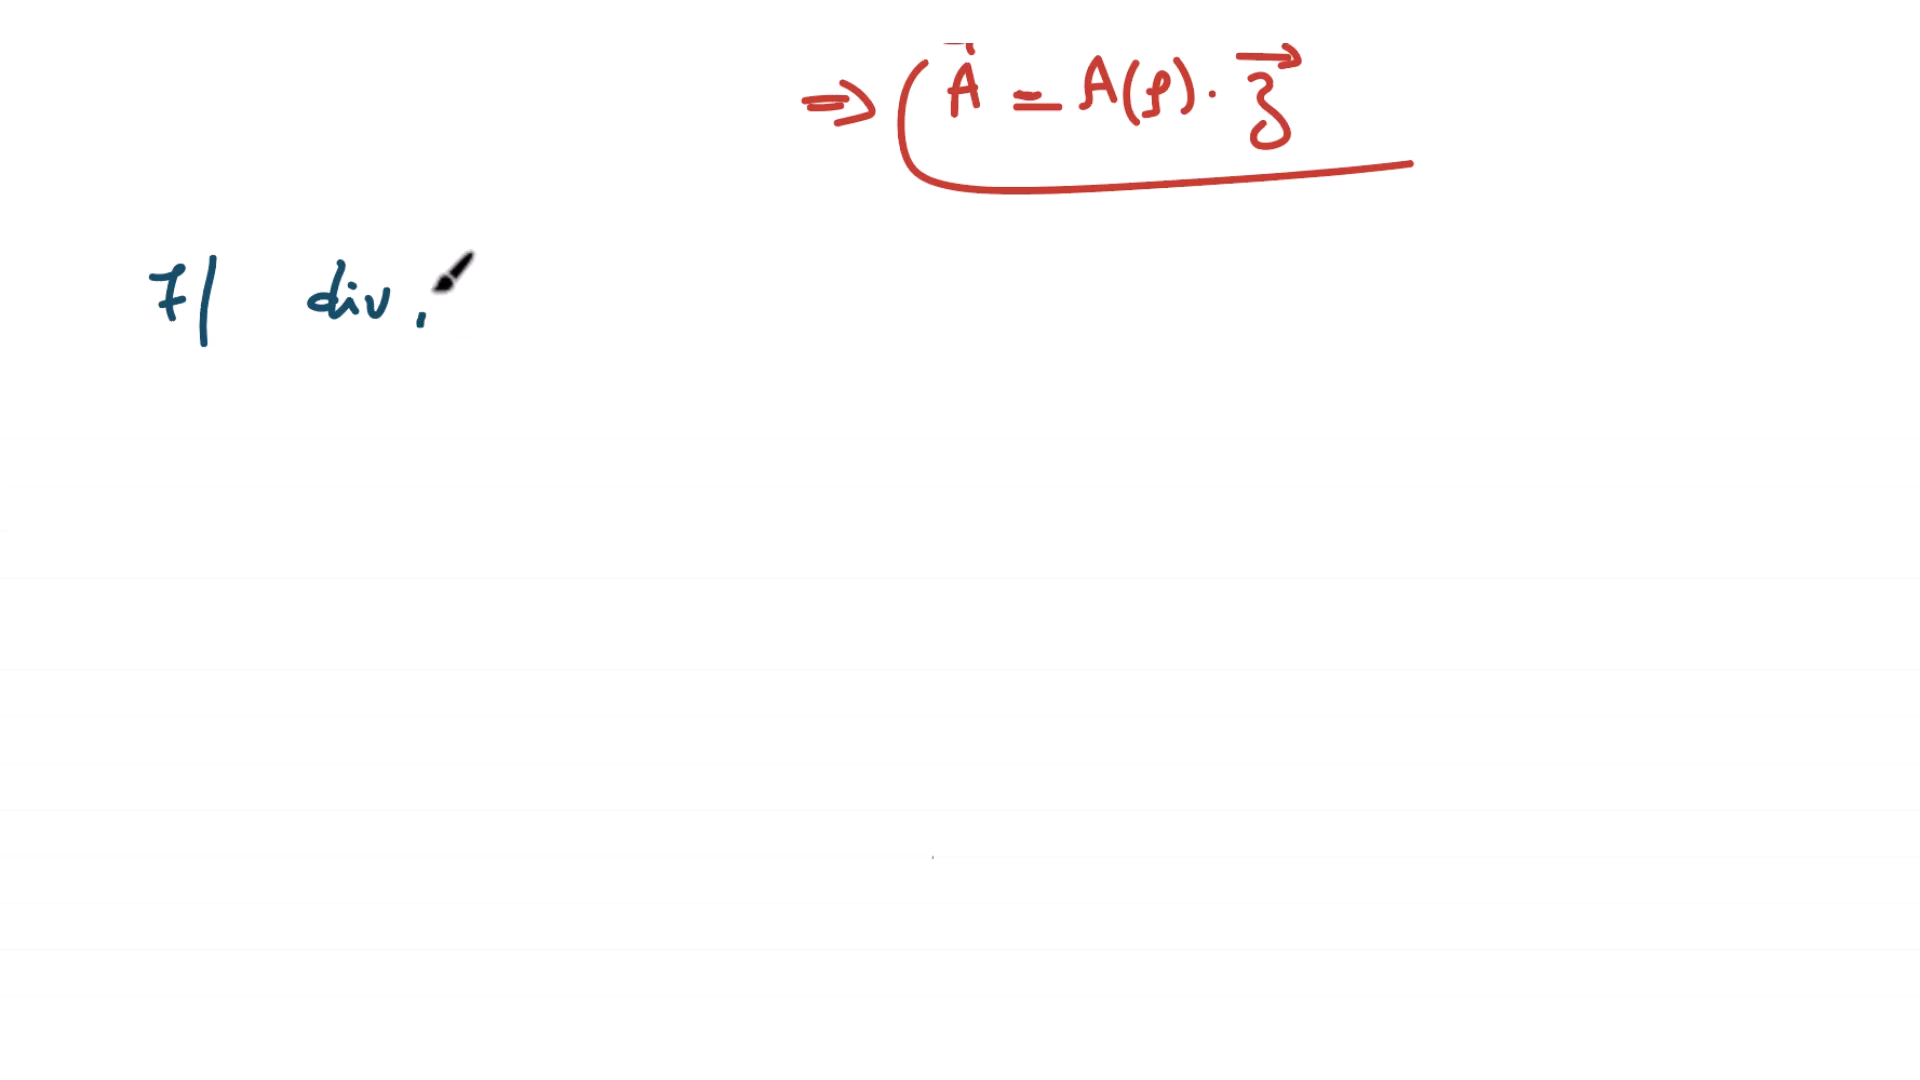 ⇒ A⃗ = A(ρ) · z⃗
7/ div .